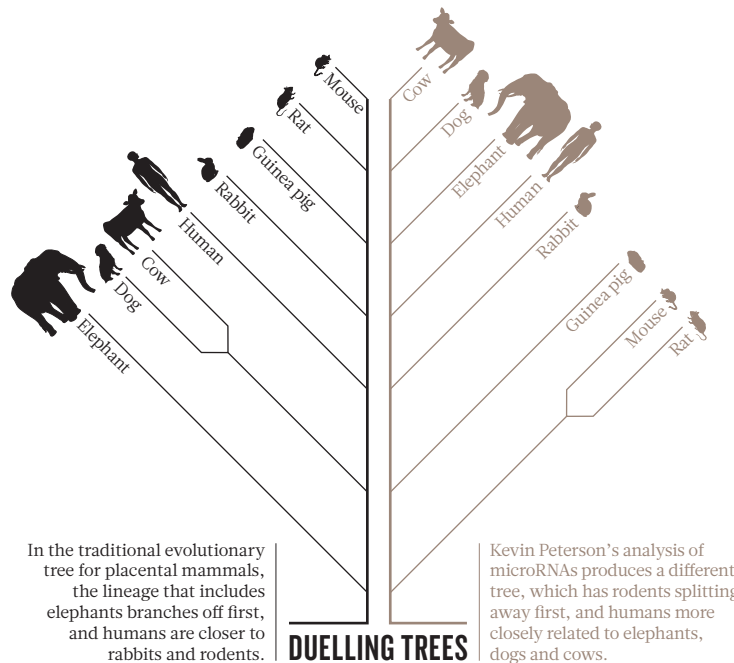 Mouse
Rat
Guinea pig
Rabbit
Human
Cow
Dog
Elephant
Cow
Dog
Elephant
Human
Rabbit
Guinea pig
Mouse
Rat
In the traditional evolutionary
tree for placental mammals,
the lineage that includes
elephants branches off first,
and humans are closer to
rabbits and rodents.
DUELLING TREES
Kevin Peterson’s analysis of
microRNAs produces a different
tree, which has rodents splitting
away first, and humans more
closely related to elephants,
dogs and cows.